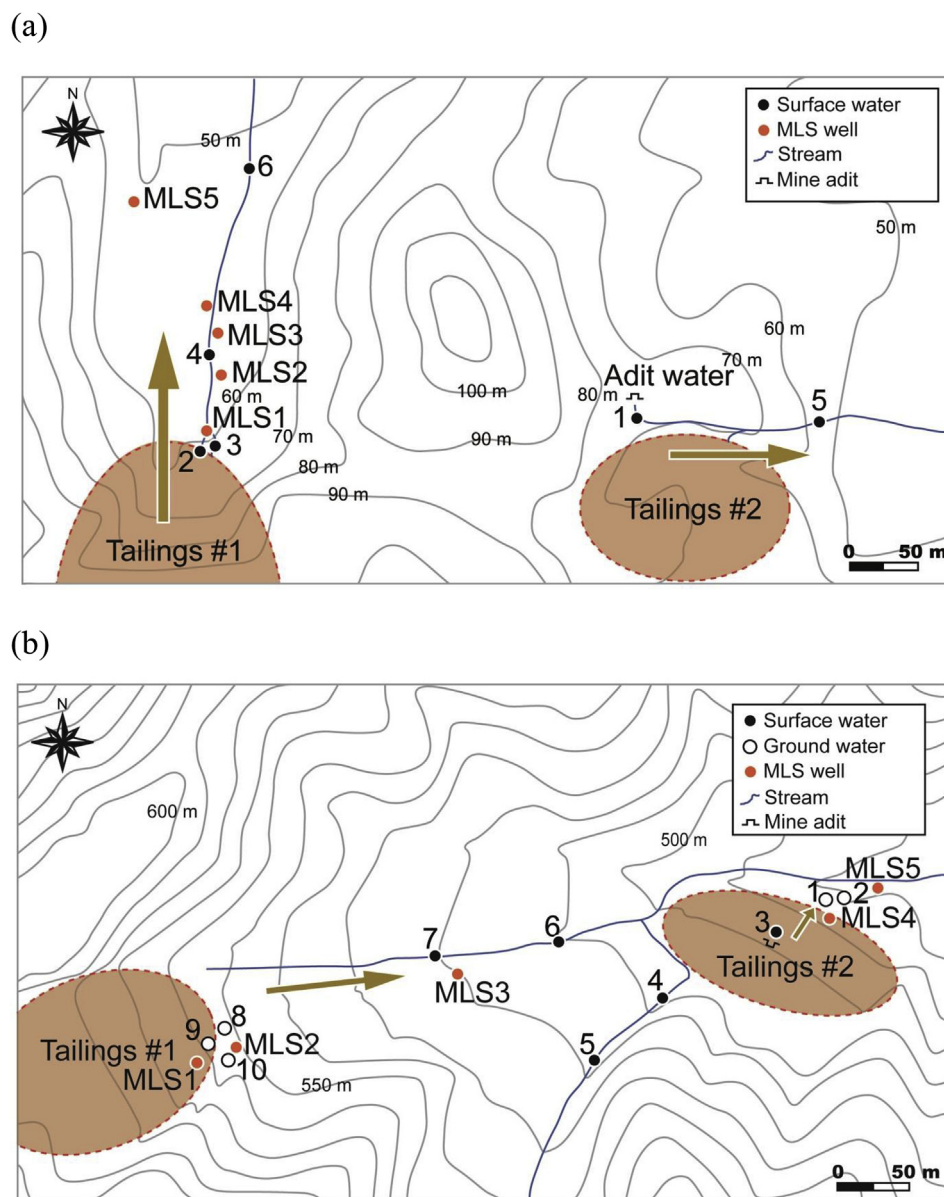 (a)
N
50 m
6
MLS5
Surface water
MLS well
Stream
Mine adit
50 m
MLS4
MLS3
4
MLS2
60 m
MLS1
3
70 m
2
80 m
90 m
Tailings #1
100 m
90 m
60 m
70 m
Adit water
80 m
1
5
Tailings #2
0 50 m
(b)
N
600 m
Surface water
Ground water
MLS well
Stream
Mine adit
500 m
MLS5
1
2
MLS4
3
Tailings #2
7
6
MLS3
4
5
8
9
MLS2
Tailings #1
MLS1
10
550 m
0 50 m